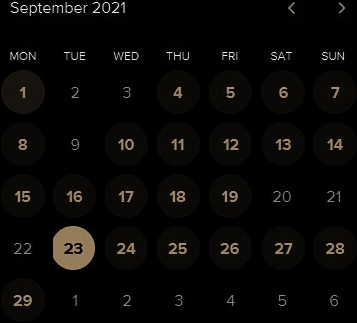 September 2021
MON TUE WED THU FRI SAT SUN
1 2 3 4 5 6 7
8 9 10 11 12 13 14
15 16 17 18 19 20 21
22 23 24 25 26 27 28
29 1 2 3 4 5 6